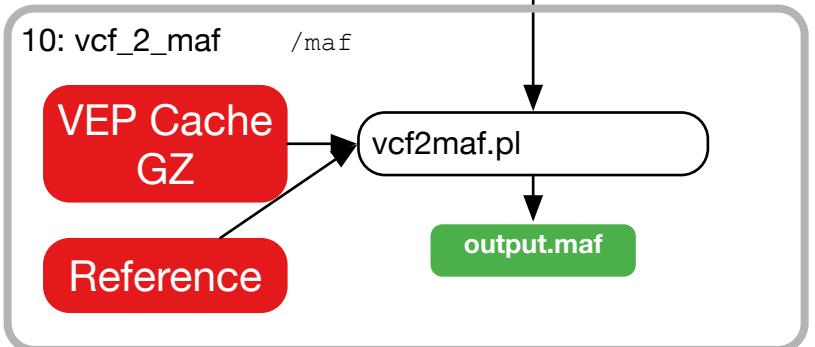 10: vcf_2_maf /maf
VEP Cache
GZ
vcf2maf.pl
output.maf
Reference